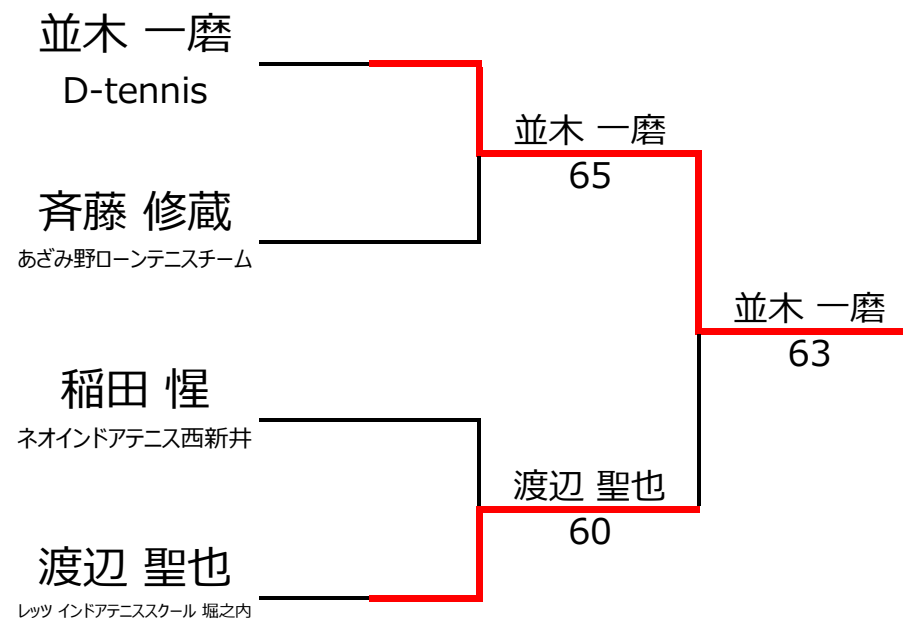 並木 一磨
D-tennis
斉藤 修蔵
あざみ野ローンテニスチーム
稲田 惺
ネオインドアテニス西新井
渡辺 聖也
レッツ インドアテニススクール 堀之内
並木 一磨
65
渡辺 聖也
60
並木 一磨
63